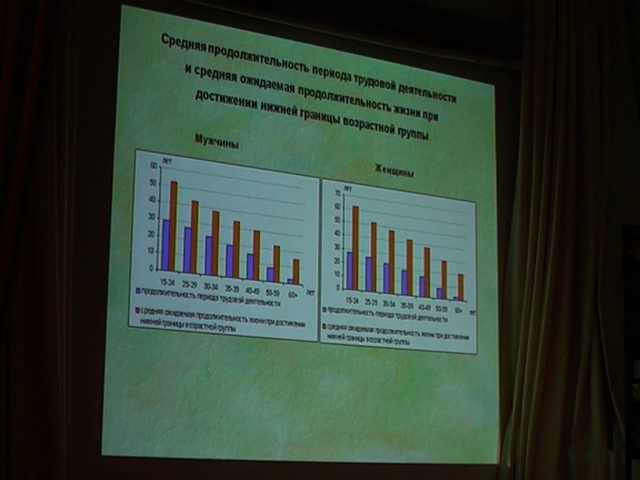 Средняя продолжительность периода трудовой деятельности
и средняя ожидаемая продолжительность жизни при
достижении нижней границы возрастной группы
Мужчины
лет
60
50
40
30
20
10
0
15-24 25-29 30-34 35-39 40-49 50-59 60+ лет
продолжительность периода трудовой деятельности
средняя ожидаемая продолжительность жизни при достижении
нижней границы возрастной группы
Женщины
лет
70
60
50
40
30
20
10
0
15-24 25-29 30-34 35-39 40-49 50-59 60+ лет
продолжительность периода трудовой деятельности
средняя ожидаемая продолжительность жизни при достижении
нижней границы возрастной группы